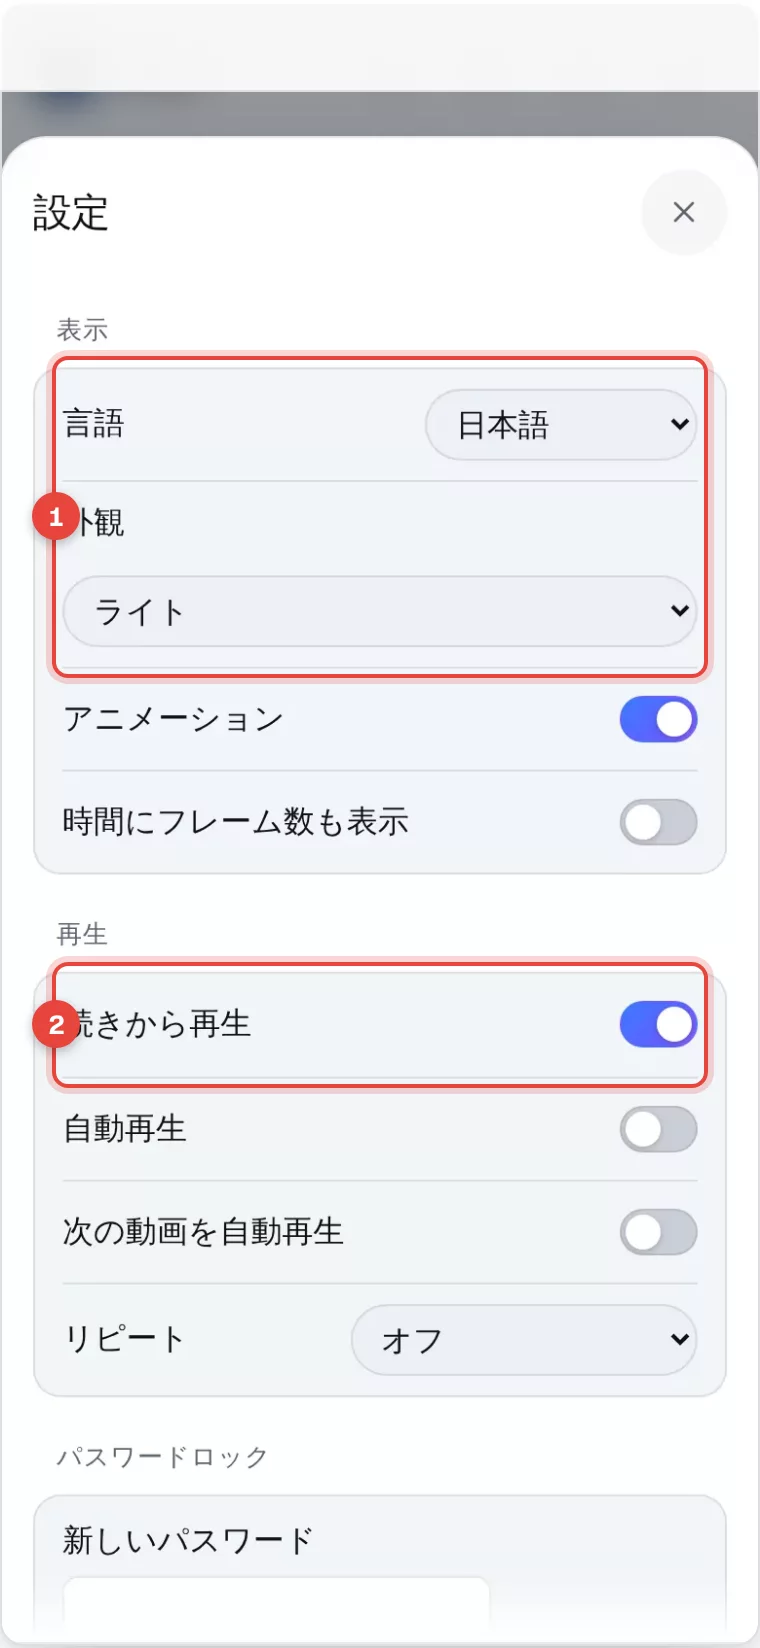 設定
表示
言語
日本語
1
外観
ライト
アニメーション
時間にフレーム数も表示
再生
2
続きから再生
自動再生
次の動画を自動再生
リピート
オフ
パスワードロック
新しいパスワード